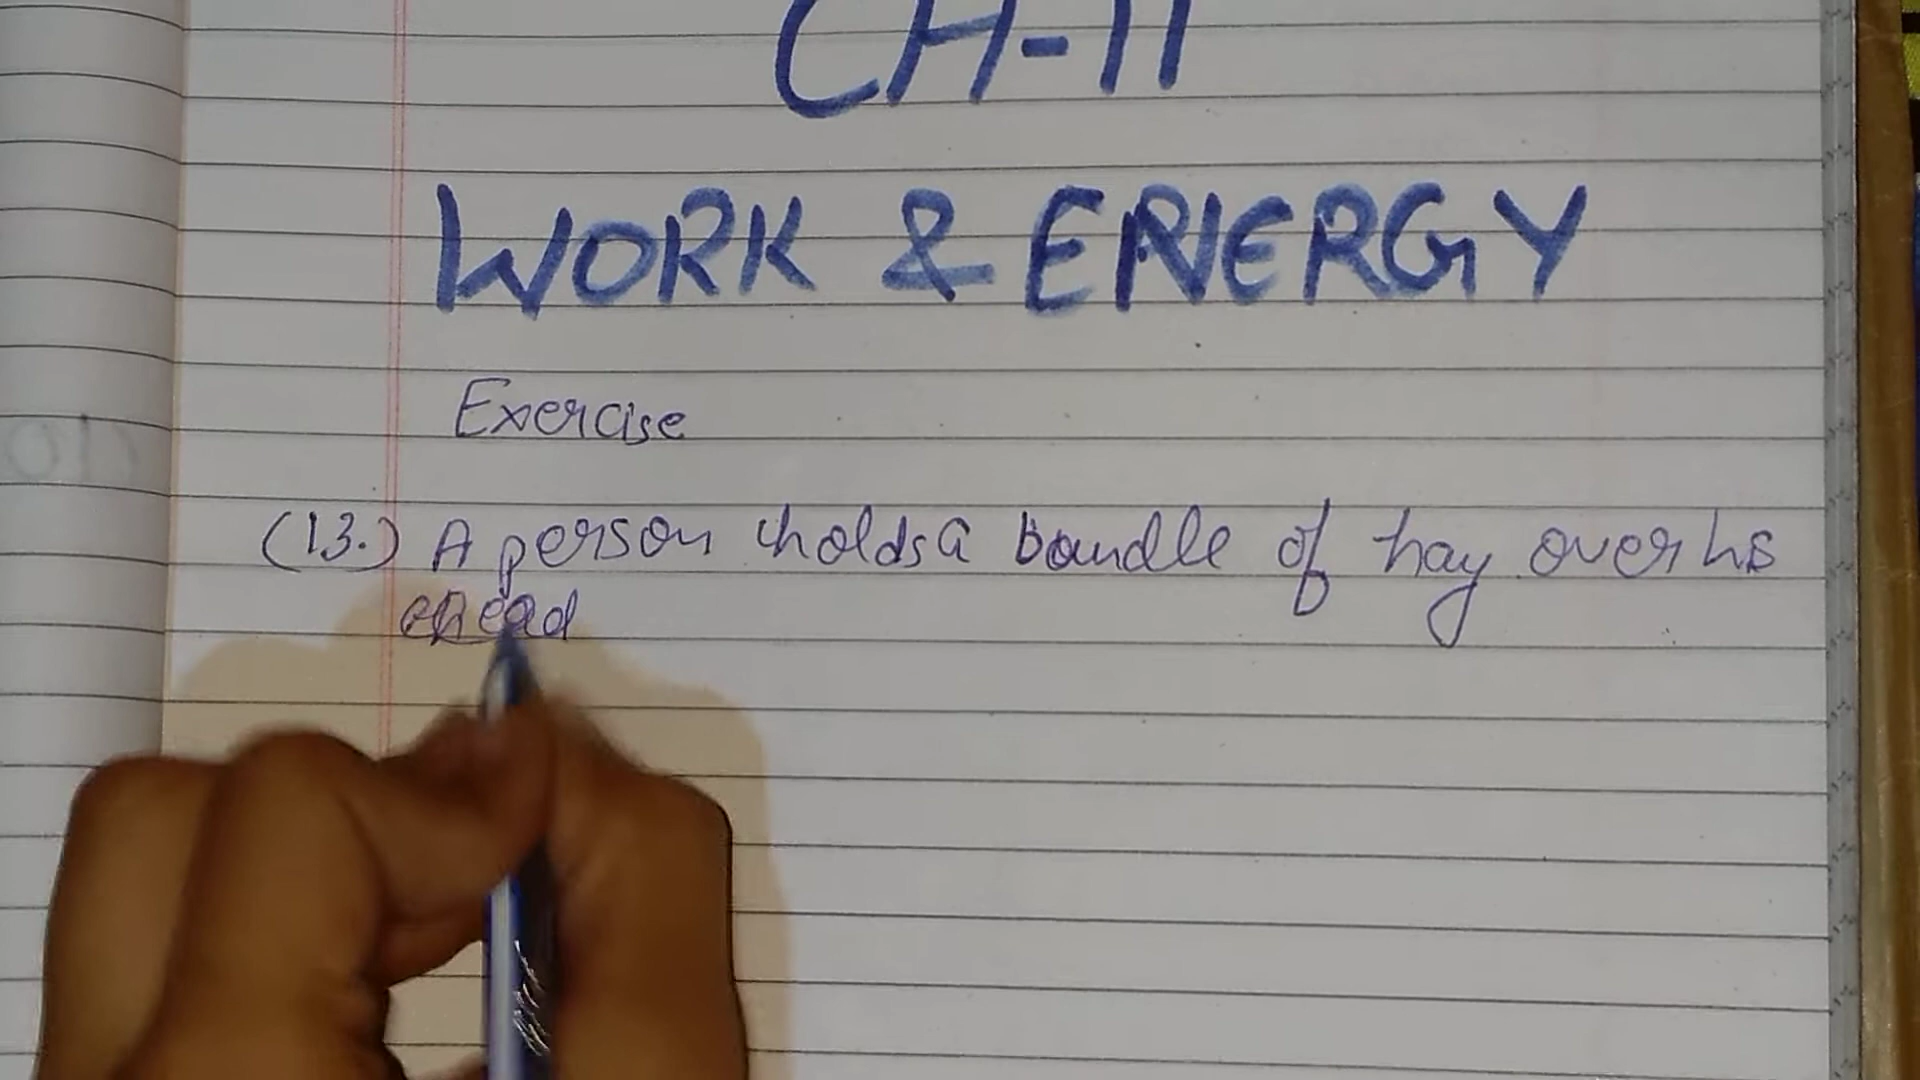 CH-11
WORK & ENERGY
Exercise
(13.) A person holds a bundle of hay over his
head